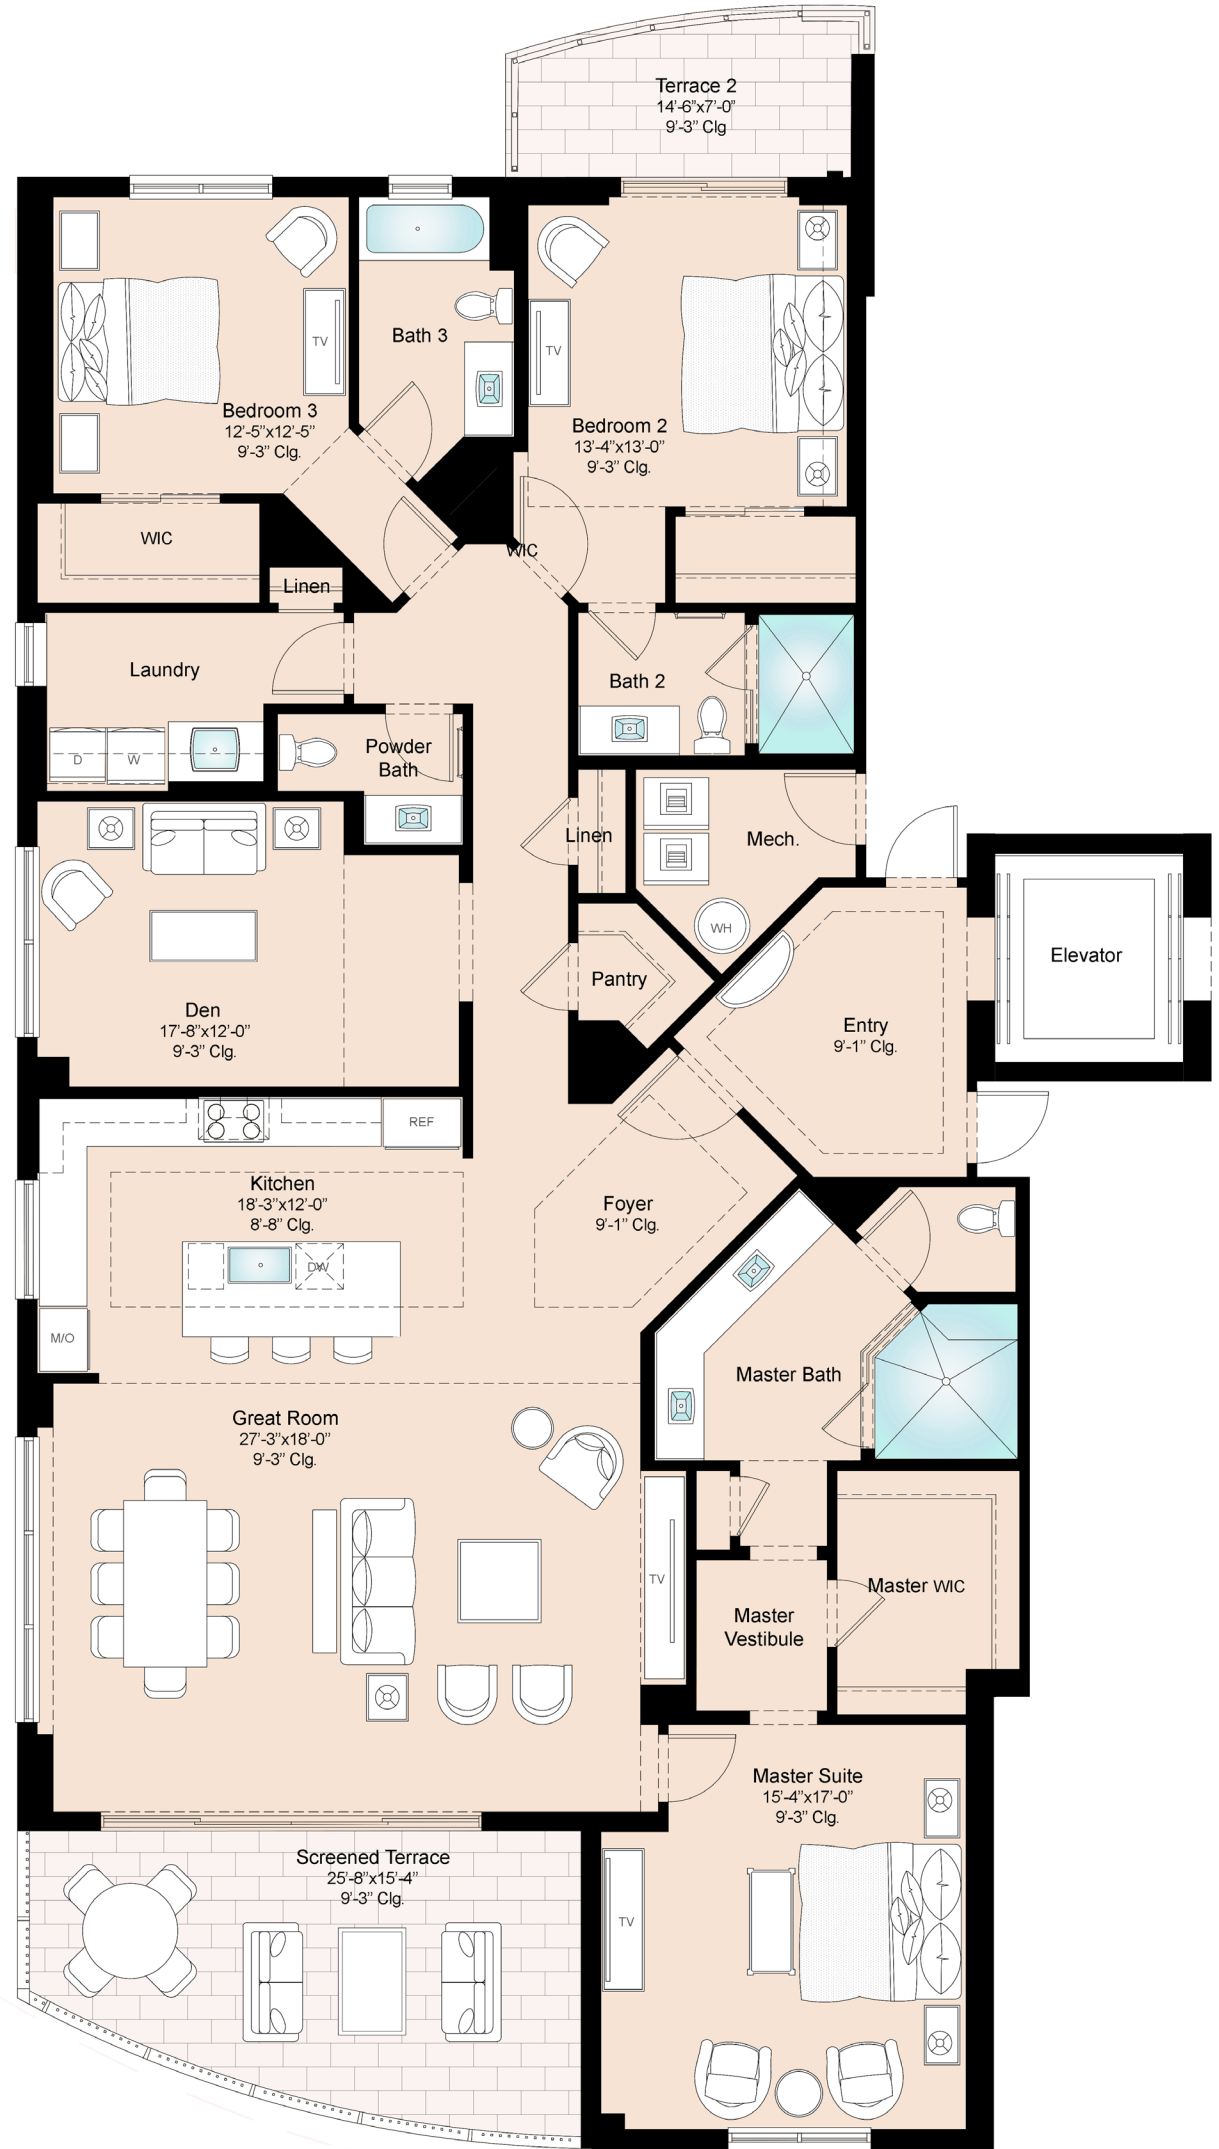 Terrace 2
14'-6"x7'-0"
9'-3" Clg
TV
Bath 3
TV
Bedroom 3
12'-5"x12'-5"
9'-3" Clg.
Bedroom 2
13'-4"x13'-0"
9'-3" Clg.
WIC
WIC
Linen
Laundry
Bath 2
D
W
Powder
Bath
Linen
Mech.
WH
Pantry
Elevator
Den
17'-8"x12'-0"
9'-3" Clg.
Entry
9'-1" Clg.
REF
Kitchen
18'-3"x12'-0"
8'-8" Clg.
Foyer
9'-1" Clg.
DW
M/O
Master Bath
Great Room
27'-3"x18'-0"
9'-3" Clg.
TV
Master WIC
Master
Vestibule
Master Suite
15'-4"x17'-0"
9'-3" Clg.
Screened Terrace
25'-8"x15'-4"
9'-3" Clg.
TV